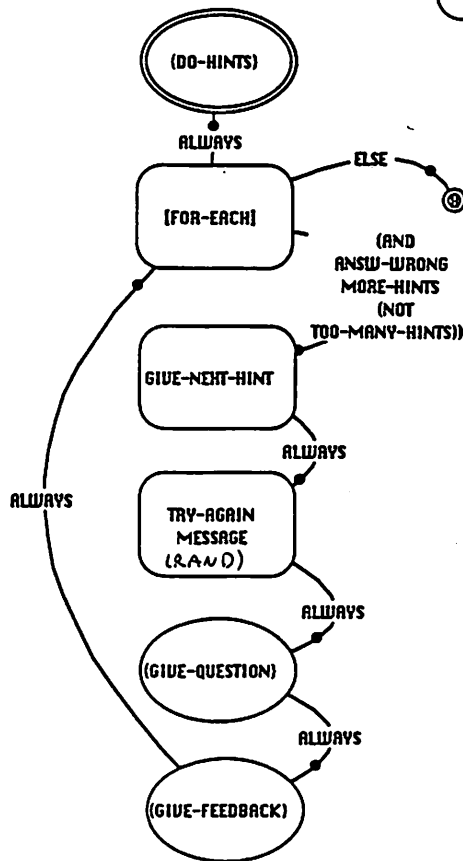 (DO-HINTS)
ALWAYS
ELSE
[FOR-EACH]
(AND
ANSW-WRONG
MORE-HINTS
(NOT
TOO-MANY-HINTS))
GIVE-NEXT-HINT
ALWAYS
ALWAYS
TRY-AGAIN
MESSAGE
(RAND)
ALWAYS
(GIVE-QUESTION)
ALWAYS
(GIVE-FEEDBACK)